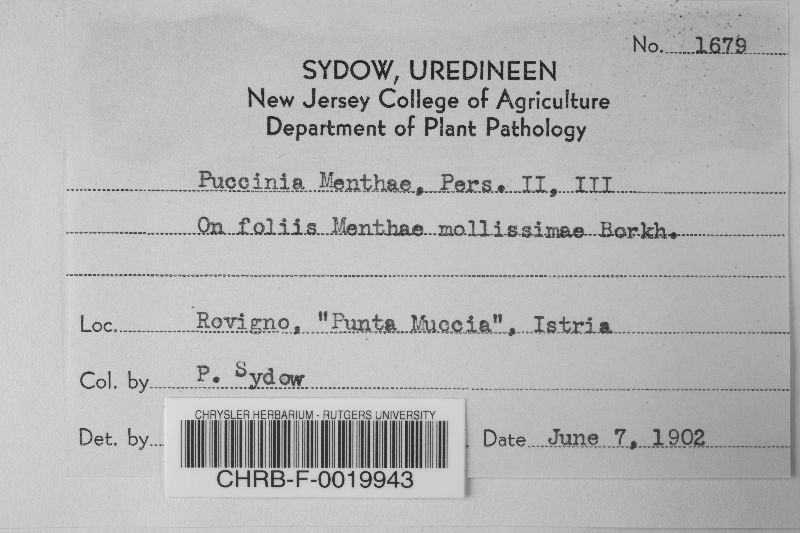 No. 1679
SYDOW, UREDINEEN
New Jersey College of Agriculture
Department of Plant Pathology
Puccinia Menthae, Pers. II, III
On foliis Menthae mollissimae Borkh.
Loc. Rovigno, "Punta Muccia", Istria
Col. by P. Sydow
Det. by Date June 7, 1902
CHRYSLER HERBARIUM - RUTGERS UNIVERSITY
CHRB-F-0019943